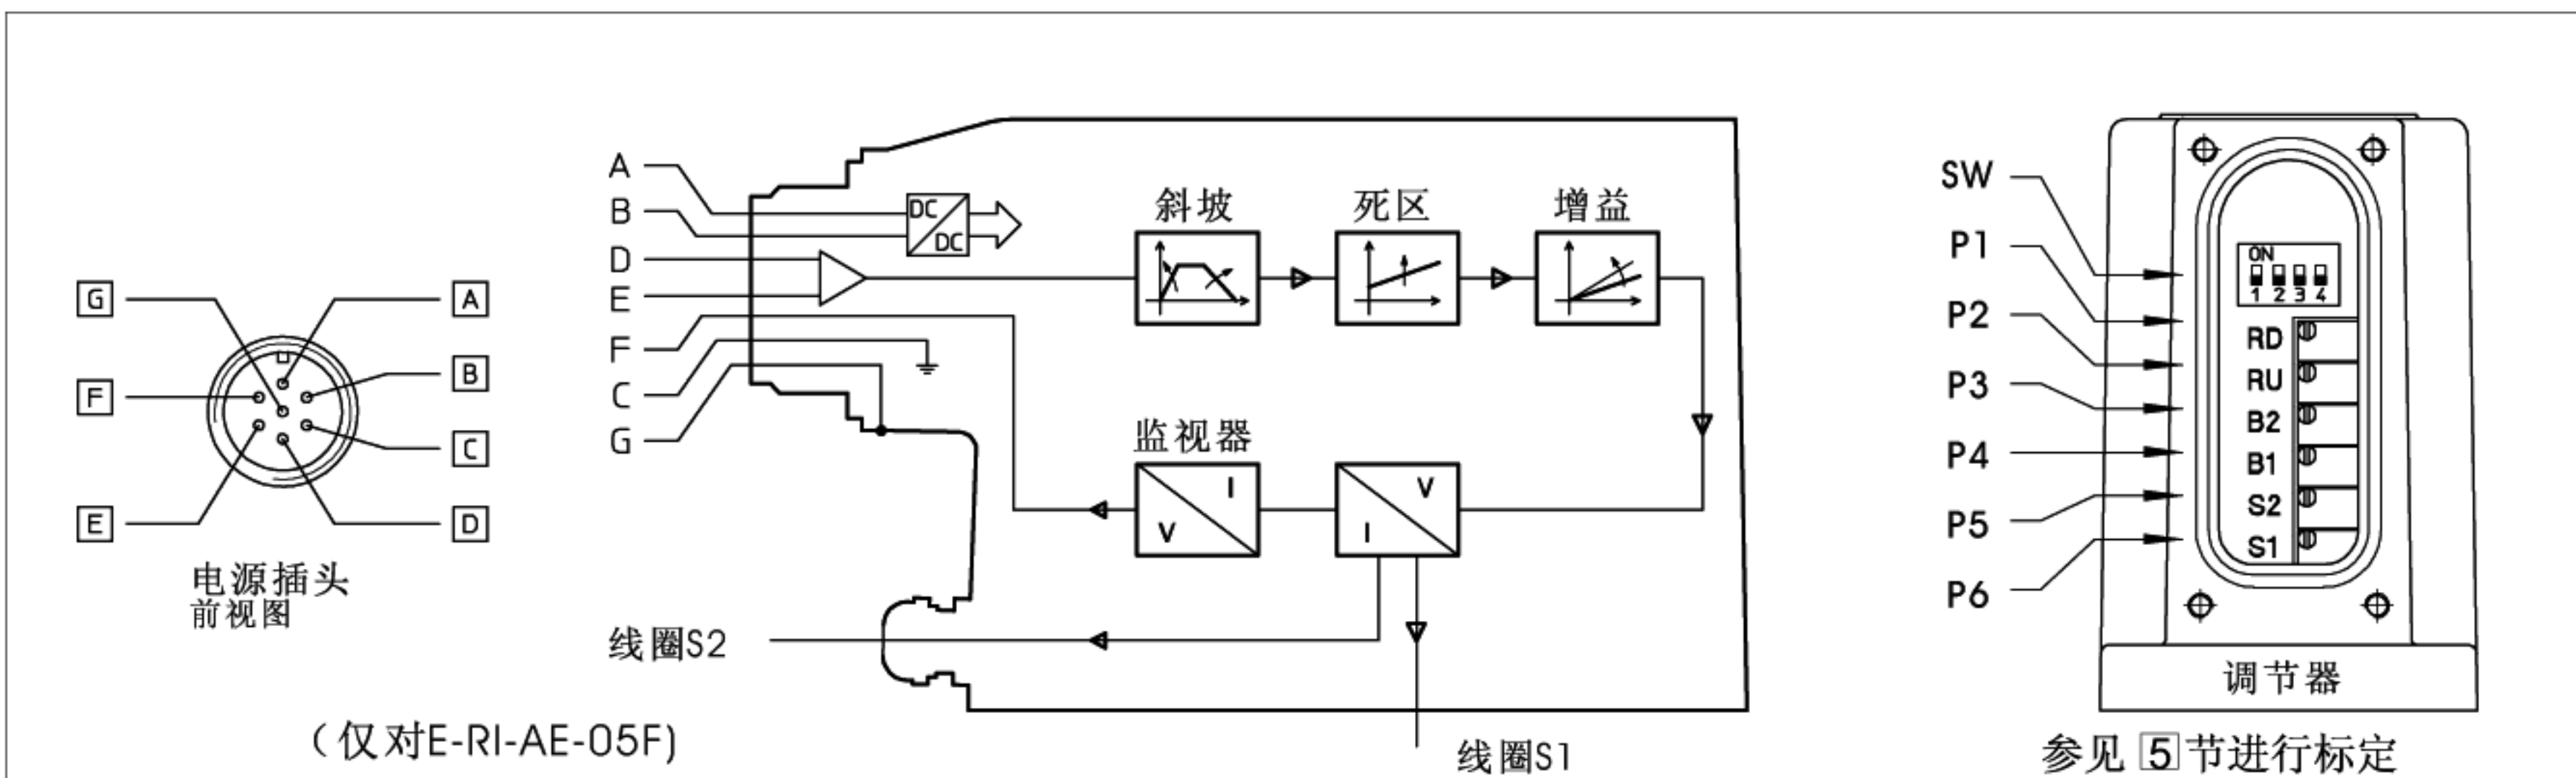 G
A
F
B
C
E
D
电源插头
前视图
(仅对E-RI-AE-05F)
A
B
D
E
F
C
G
DC
DC
斜坡
死区
增益
监视器
I
V
V
I
线圈S2
线圈S1
SW
P1
P2
P3
P4
P5
P6
ON
1 2 3 4
RD
RU
B2
B1
S2
S1
调节器
参见 5 节进行标定